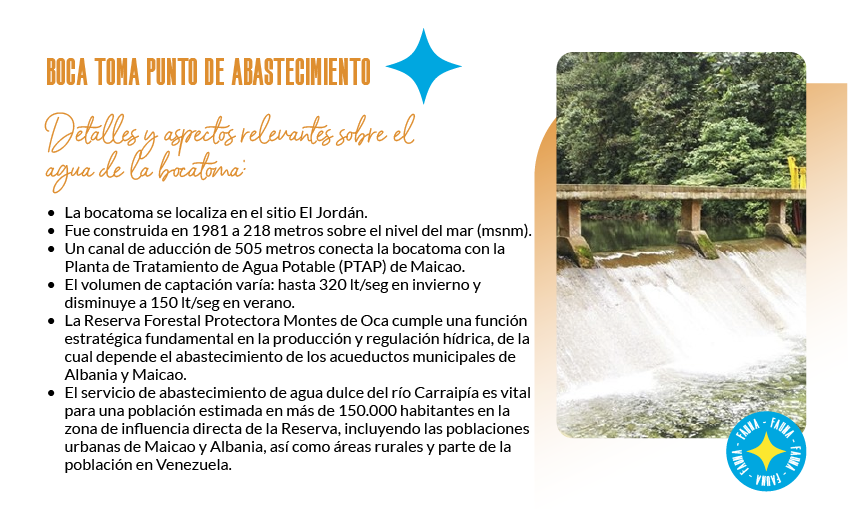 BOCA TOMA PUNTO DE ABASTECIMIENTO
Detalles y aspectos relevantes sobre el
agua de la bocatoma:
• La bocatoma se localiza en el sitio El Jordán.
• Fue construida en 1981 a 218 metros sobre el nivel del mar (msnm).
• Un canal de aducción de 505 metros conecta la bocatoma con la
Planta de Tratamiento de Agua Potable (PTAP) de Maicao.
• El volumen de captación varía: hasta 320 lt/seg en invierno y
disminuye a 150 lt/seg en verano.
• La Reserva Forestal Protectora Montes de Oca cumple una función
estratégica fundamental en la producción y regulación hídrica, de la
cual depende el abastecimiento de los acueductos municipales de
Albania y Maicao.
• El servicio de abastecimiento de agua dulce del río Carraipía es vital
para una población estimada en más de 150.000 habitantes en la
zona de influencia directa de la Reserva, incluyendo las poblaciones
urbanas de Maicao y Albania, así como áreas rurales y parte de la
población en Venezuela.
FAUNA - FAUNA - FAUNA - FAUNA - FAUNA -